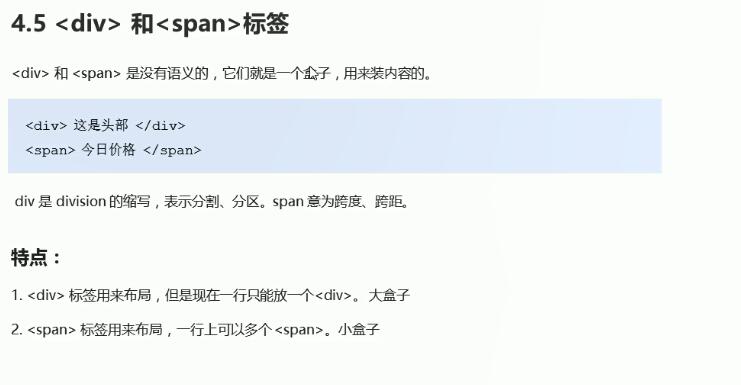 4.5 <div> 和<span>标签
<div> 和 <span> 是没有语义的，它们就是一个盒子，用来装内容的。
<div> 这是头部 </div>
<span> 今日价格 </span>
div 是 division 的缩写，表示分割、分区。span 意为跨度、跨距。
特点：
1. <div> 标签用来布局，但是现在一行只能放一个<div>。 大盒子
2. <span> 标签用来布局，一行上可以多个 <span>。小盒子